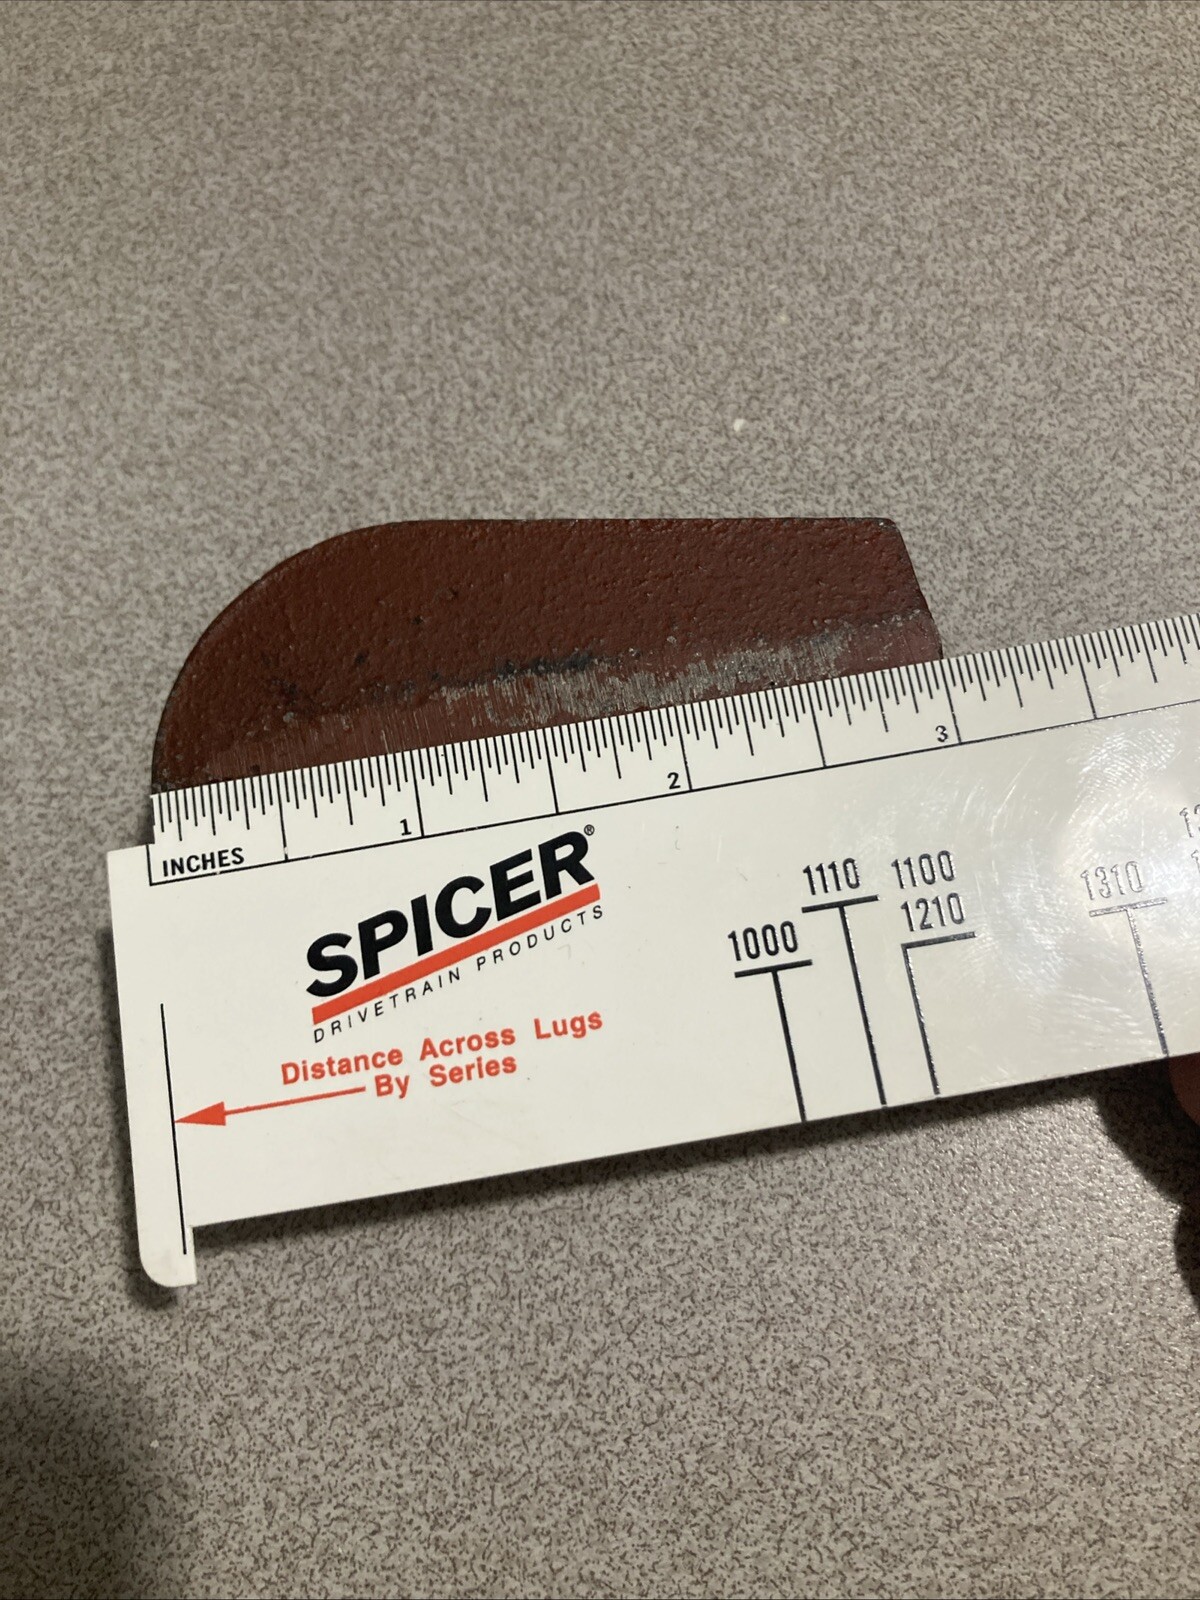 1 2 3
INCHES
SPICER®
DRIVETRAIN PRODUCTS
Distance Across Lugs
By Series
1000
1110
1100
1210
1310